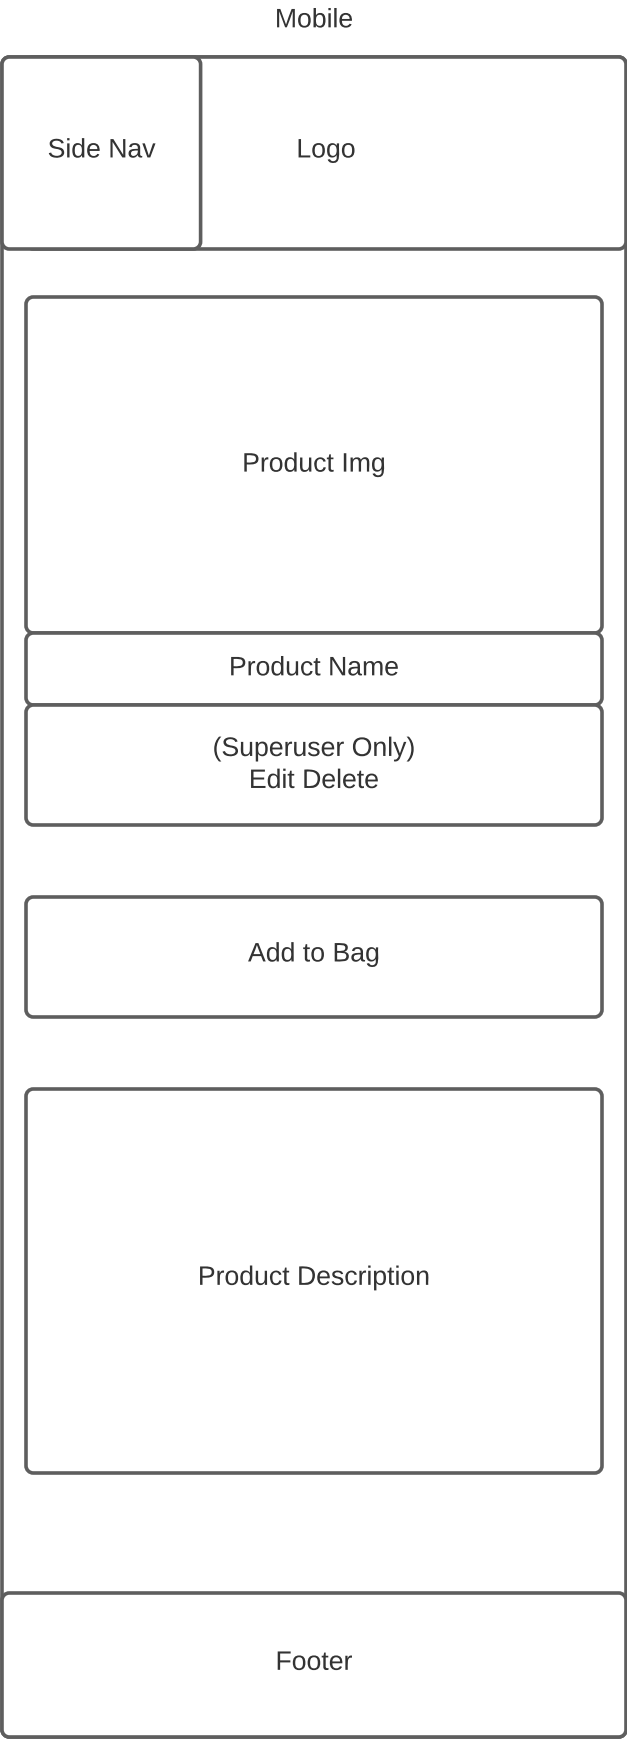 Mobile
Side Nav
Logo
Product Img
Product Name
(Superuser Only)
Edit Delete
Add to Bag
Product Description
Footer